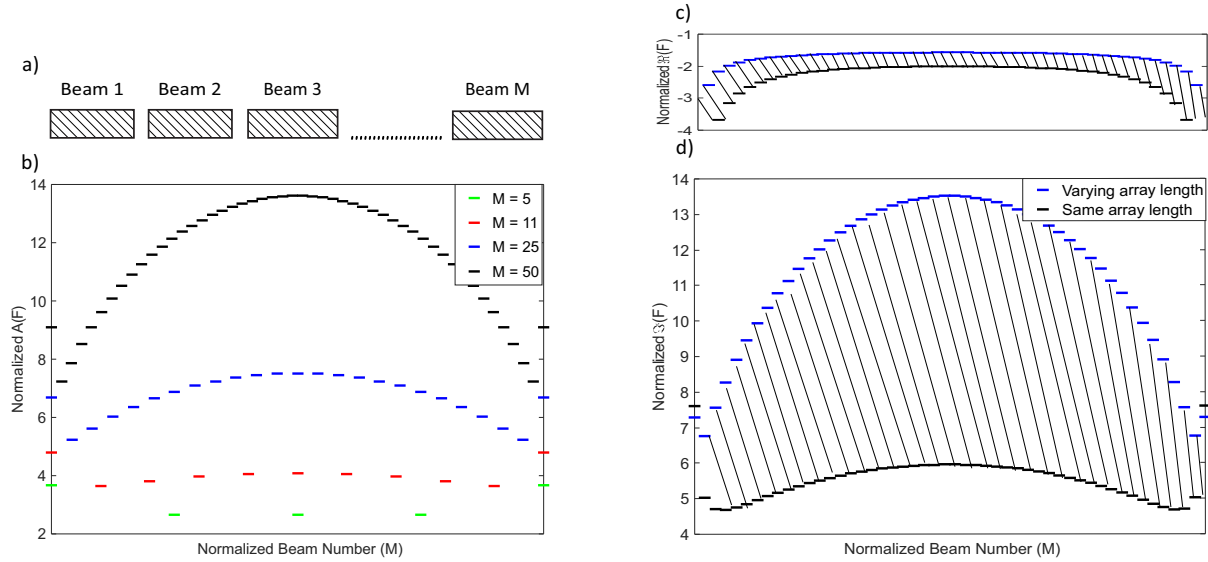 a)
Beam 1 Beam 2 Beam 3 Beam M
b)
14
12
10
8
6
4
2
Normalized A(F)
M = 5
M = 11
M = 25
M = 50
Normalized Beam Number (M)
c)
-1
-2
-3
-4
Normalized ℜ(F)
d)
14
13
12
11
10
9
8
7
6
5
4
Normalized ℑ(F)
Varying array length
Same array length
Normalized Beam Number (M)